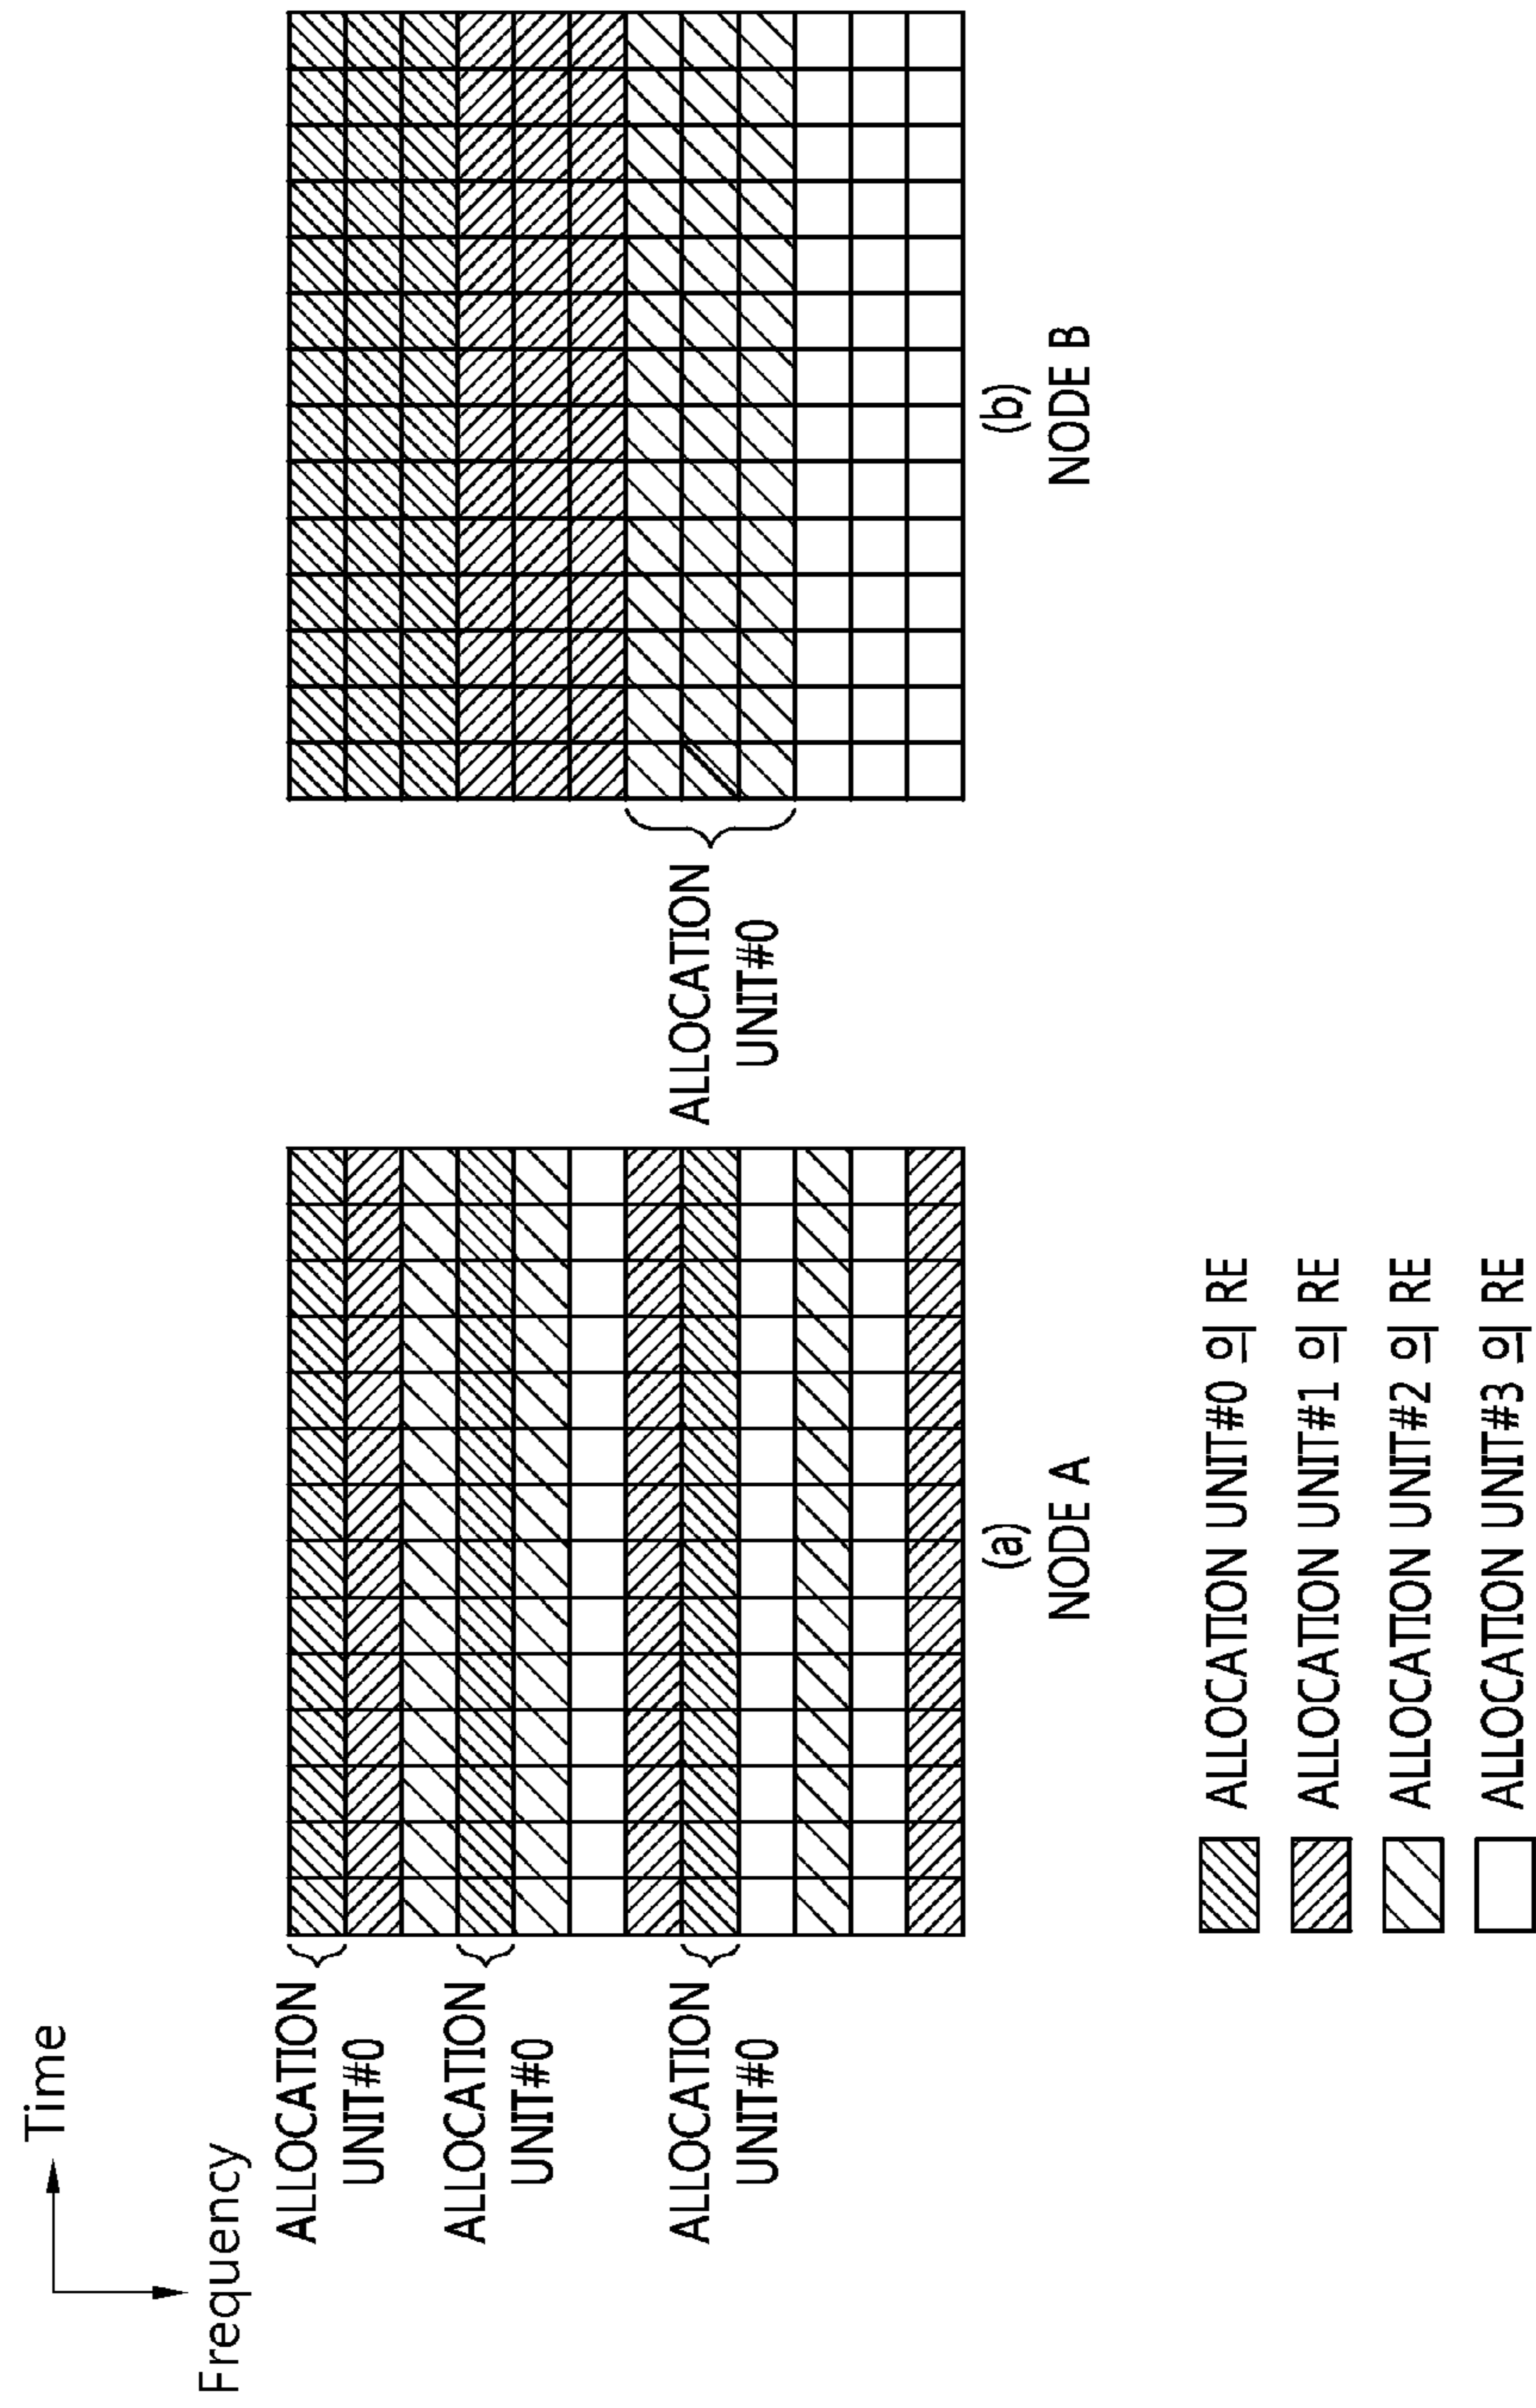 Time
Frequency
ALLOCATION
UNIT#0
ALLOCATION
UNIT#0
ALLOCATION
UNIT#0
(a)
NODE A
ALLOCATION
UNIT#0
(b)
NODE B
ALLOCATION UNIT#0 의 RE
ALLOCATION UNIT#1 의 RE
ALLOCATION UNIT#2 의 RE
ALLOCATION UNIT#3 의 RE